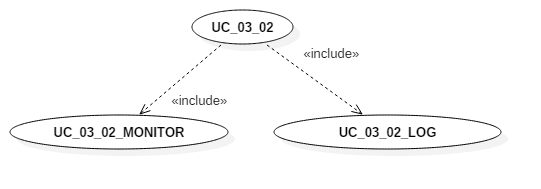 UC_03_02
«include»
«include»
UC_03_02_MONITOR
UC_03_02_LOG